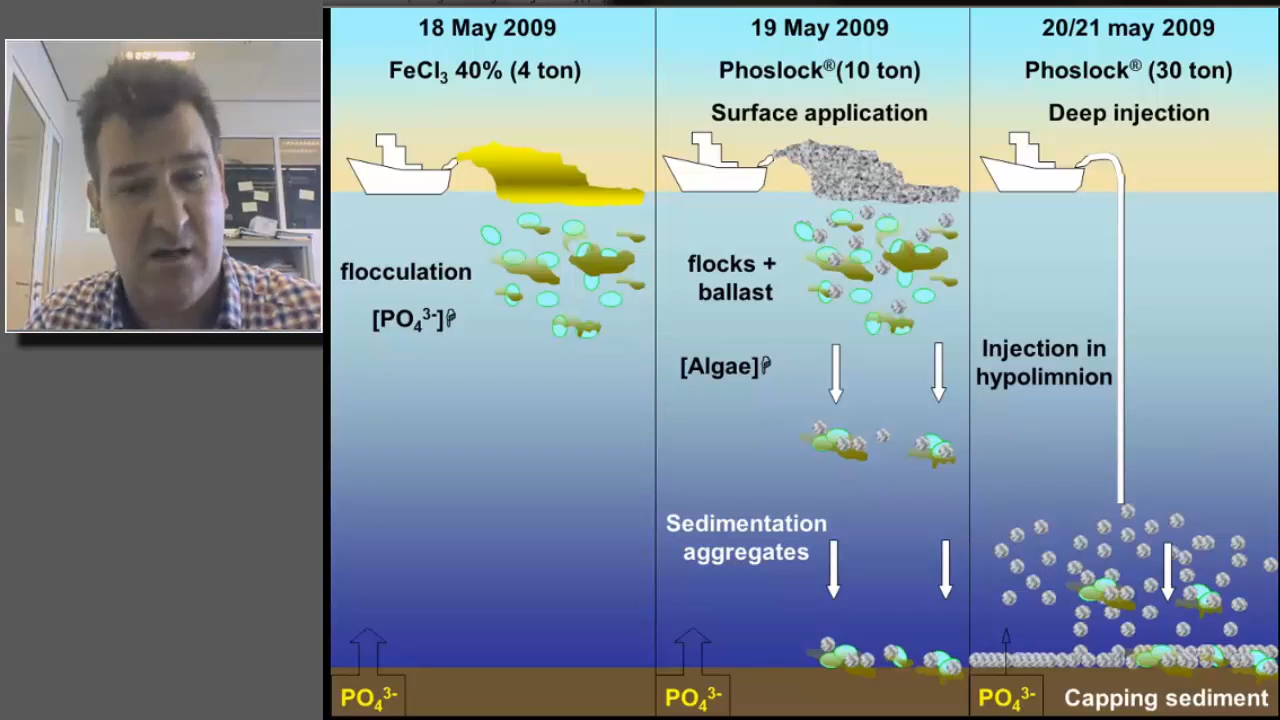 18 May 2009
FeCl₃ 40% (4 ton)
flocculation
[PO₄³⁻]
PO₄³⁻
19 May 2009
Phoslock®(10 ton)
Surface application
flocks +
ballast
[Algae]
Sedimentation
aggregates
PO₄³⁻
20/21 may 2009
Phoslock® (30 ton)
Deep injection
Injection in
hypolimnion
PO₄³⁻
Capping sediment